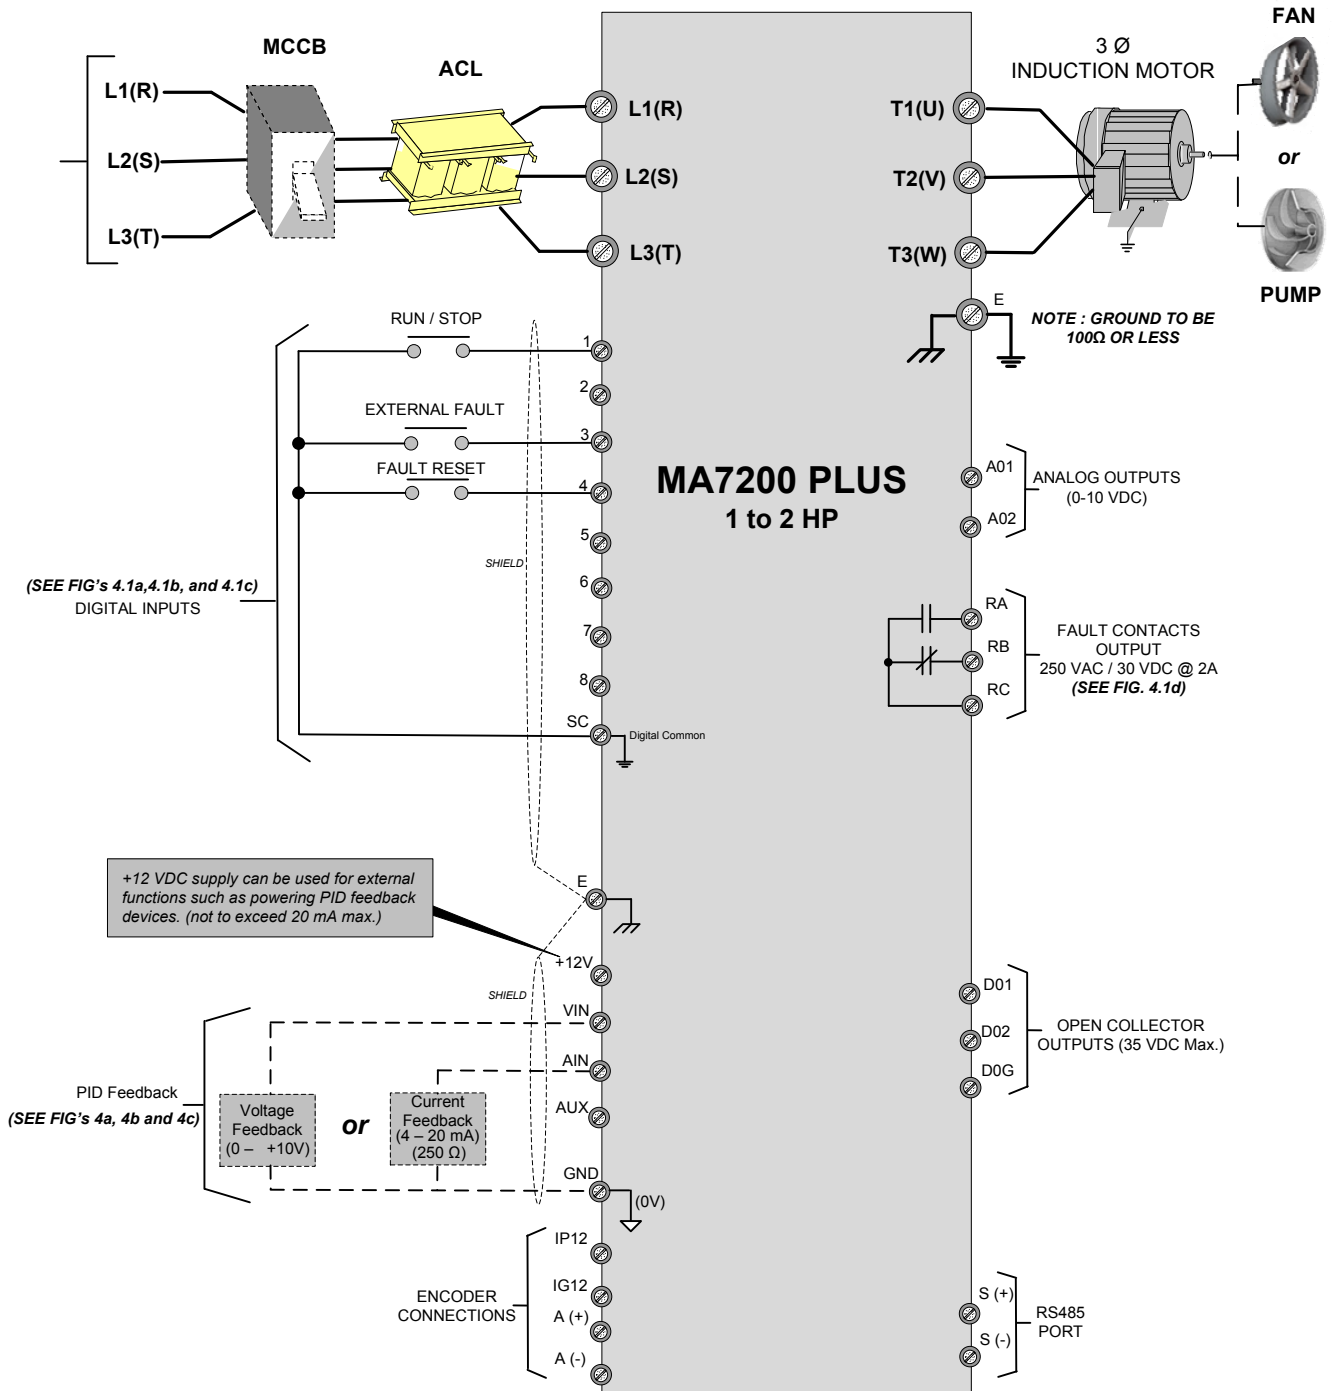 FAN
MCCB
ACL
3 Ø
INDUCTION MOTOR
L1(R)
L2(S)
L3(T)
L1(R)
L2(S)
L3(T)
T1(U)
T2(V)
T3(W)
or
PUMP
E
NOTE : GROUND TO BE
100Ω OR LESS
RUN / STOP
1
2
EXTERNAL FAULT
3
FAULT RESET
4
5
SHIELD
6
7
8
SC
Digital Common
(SEE FIG's 4.1a,4.1b, and 4.1c)
DIGITAL INPUTS
MA7200 PLUS
1 to 2 HP
A01
A02
ANALOG OUTPUTS
(0-10 VDC)
RA
RB
RC
FAULT CONTACTS
OUTPUT
250 VAC / 30 VDC @ 2A
(SEE FIG. 4.1d)
+12 VDC supply can be used for external
functions such as powering PID feedback
devices. (not to exceed 20 mA max.)
E
+12V
SHIELD
VIN
AIN
AUX
GND
(0V)
PID Feedback
(SEE FIG's 4a, 4b and 4c)
Voltage
Feedback
(0 – +10V)
or
Current
Feedback
(4 – 20 mA)
(250 Ω)
D01
D02
D0G
OPEN COLLECTOR
OUTPUTS (35 VDC Max.)
IP12
IG12
A (+)
A (-)
ENCODER
CONNECTIONS
S (+)
S (-)
RS485
PORT